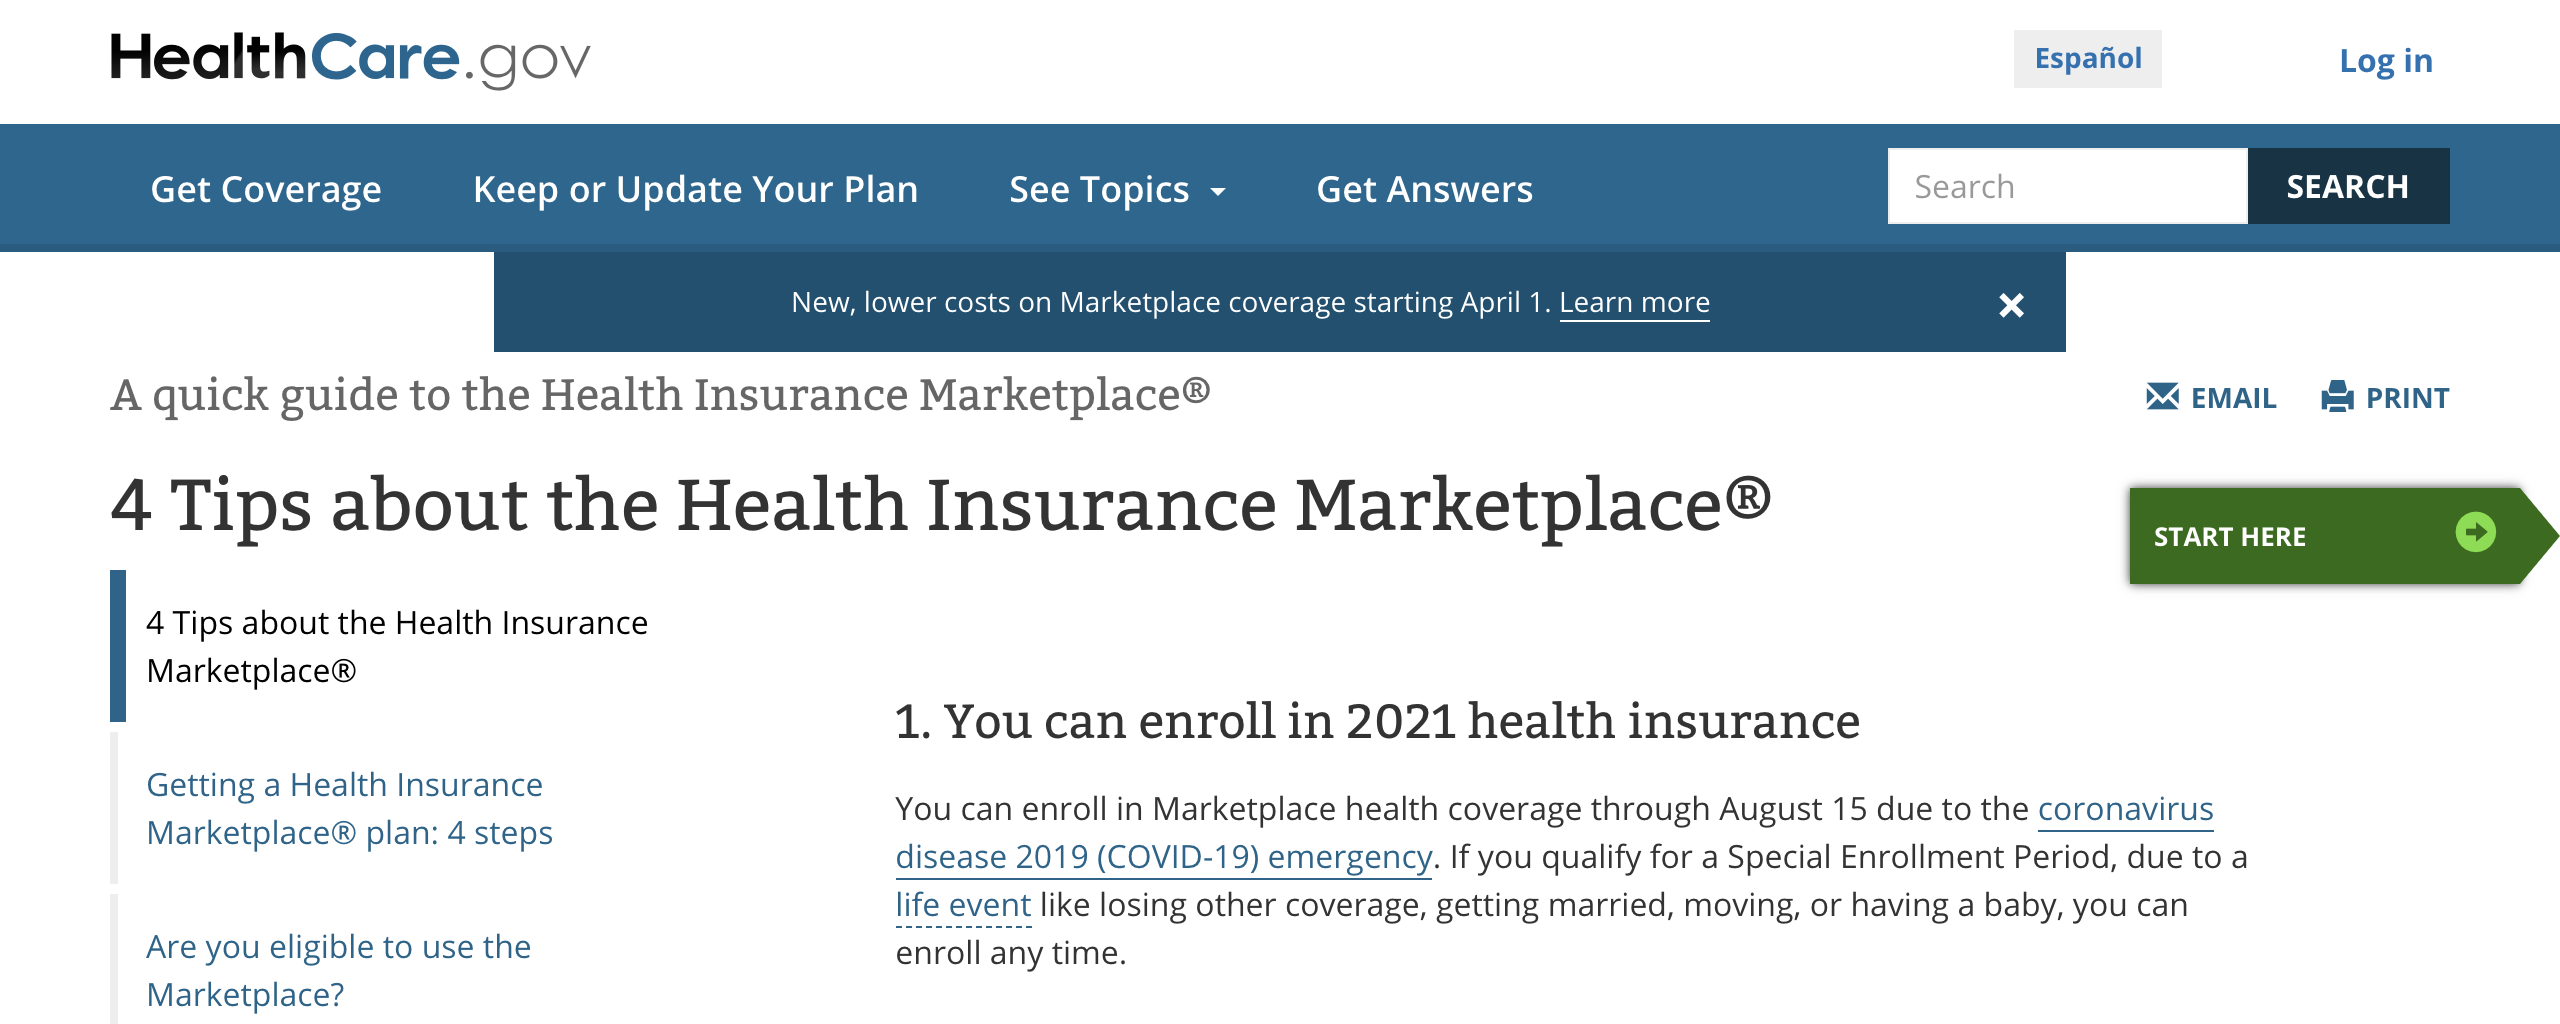 HealthCare.gov
Español
Log in
Get Coverage
Keep or Update Your Plan
See Topics
Get Answers
Search
SEARCH
New, lower costs on Marketplace coverage starting April 1. Learn more
A quick guide to the Health Insurance Marketplace®
EMAIL
PRINT
4 Tips about the Health Insurance Marketplace®
START HERE
4 Tips about the Health Insurance
Marketplace®
Getting a Health Insurance
Marketplace® plan: 4 steps
Are you eligible to use the
Marketplace?
1. You can enroll in 2021 health insurance
You can enroll in Marketplace health coverage through August 15 due to the coronavirus
disease 2019 (COVID-19) emergency. If you qualify for a Special Enrollment Period, due to a
life event like losing other coverage, getting married, moving, or having a baby, you can
enroll any time.